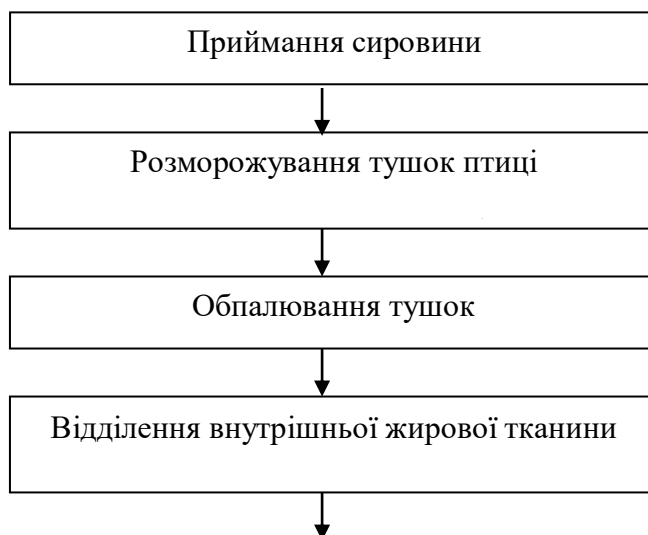 Приймання сировини
Розморожування тушок птиці
Обпалювання тушок
Відділення внутрішньої жирової тканини